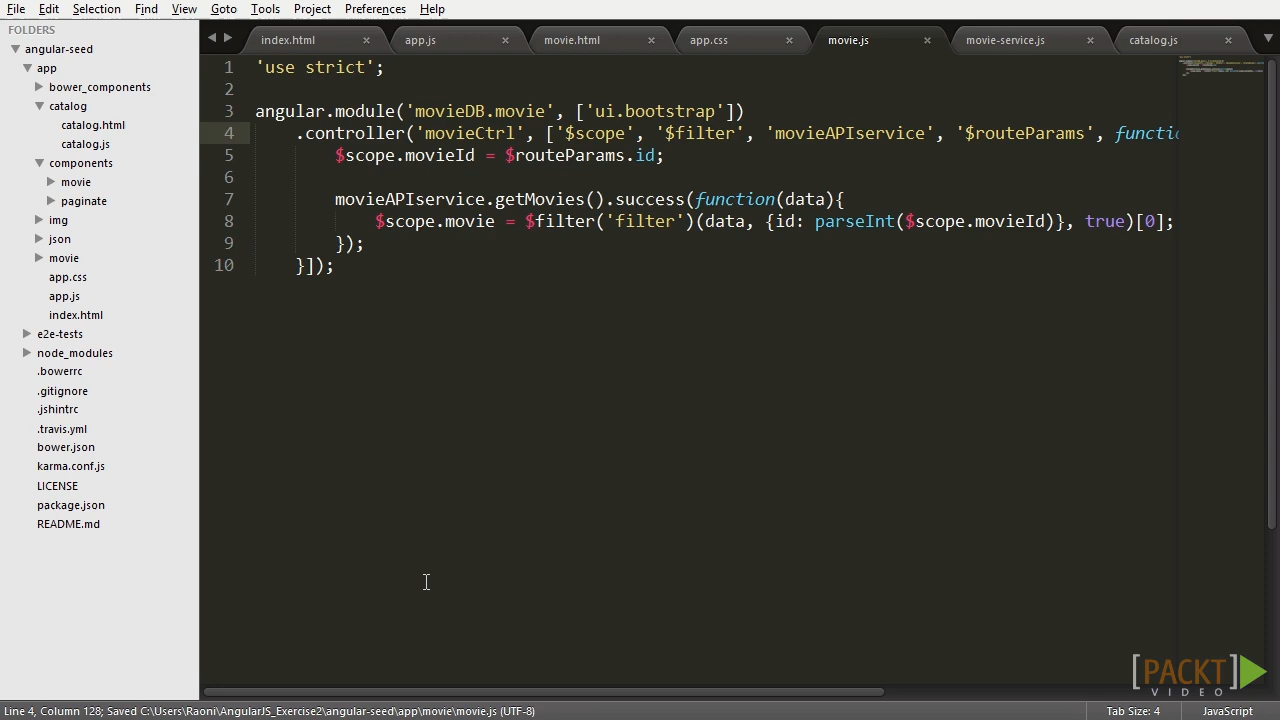 File Edit Selection Find View Goto Tools Project Preferences Help
FOLDERS
angular-seed
app
bower_components
catalog
catalog.html
catalog.js
components
movie
paginate
img
json
movie
app.css
app.js
index.html
e2e-tests
node_modules
.bowerrc
.gitignore
.jshintrc
.travis.yml
bower.json
karma.conf.js
LICENSE
package.json
README.md
index.html × app.js × movie.html × app.css × movie.js × movie-service.js × catalog.js ×
1 'use strict';
2
3 angular.module('movieDB.movie', ['ui.bootstrap'])
4 .controller('movieCtrl', ['$scope', '$filter', 'movieAPIservice', '$routeParams', functio
5 $scope.movieId = $routeParams.id;
6
7 movieAPIservice.getMovies().success(function(data){
8 $scope.movie = $filter('filter')(data, {id: parseInt($scope.movieId)}, true)[0];
9 });
10 }]);
[PACKT]
VIDEO
Line 4, Column 128; Saved C:\Users\Raoni\AngularJS_Exercise2\angular-seed\app\movie\movie.js (UTF-8) Tab Size: 4 JavaScript